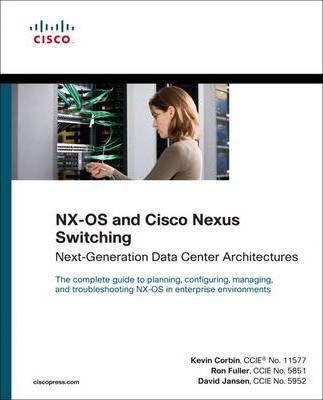 CISCO
NX-OS and Cisco Nexus
Switching
Next-Generation Data Center Architectures
The complete guide to planning, configuring, managing,
and troubleshooting NX-OS in enterprise environments
Kevin Corbin, CCIE® No. 11577
Ron Fuller, CCIE No. 5851
David Jansen, CCIE No. 5952
ciscopress.com